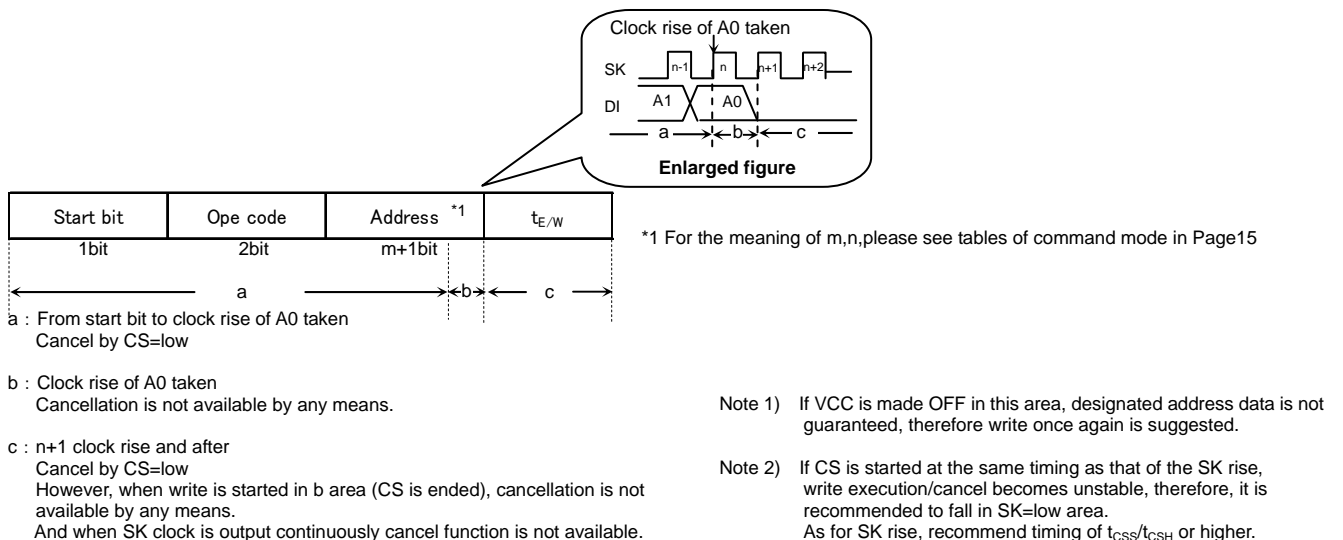 Clock rise of A0 taken
SK n-1 n n+1 n+2
DI A1 A0
a b c
Enlarged figure
Start bit Ope code Address *1 tE/W
1bit 2bit m+1bit
*1 For the meaning of m,n,please see tables of command mode in Page15
a b c
a : From start bit to clock rise of A0 taken
Cancel by CS=low
b : Clock rise of A0 taken
Cancellation is not available by any means.
c : n+1 clock rise and after
Cancel by CS=low
However, when write is started in b area (CS is ended), cancellation is not
available by any means.
And when SK clock is output continuously cancel function is not available.
Note 1) If VCC is made OFF in this area, designated address data is not
guaranteed, therefore write once again is suggested.
Note 2) If CS is started at the same timing as that of the SK rise,
write execution/cancel becomes unstable, therefore, it is
recommended to fall in SK=low area.
As for SK rise, recommend timing of tCSS/tCSH or higher.